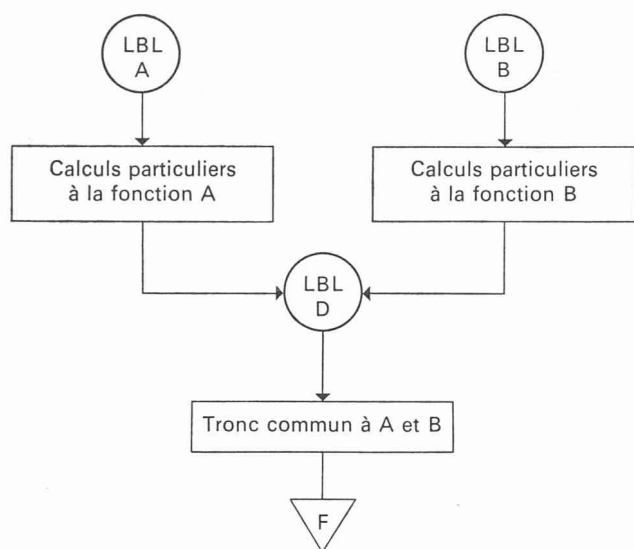 LBL
A
LBL
B
Calculs particuliers
à la fonction A
Calculs particuliers
à la fonction B
LBL
D
Tronc commun à A et B
F